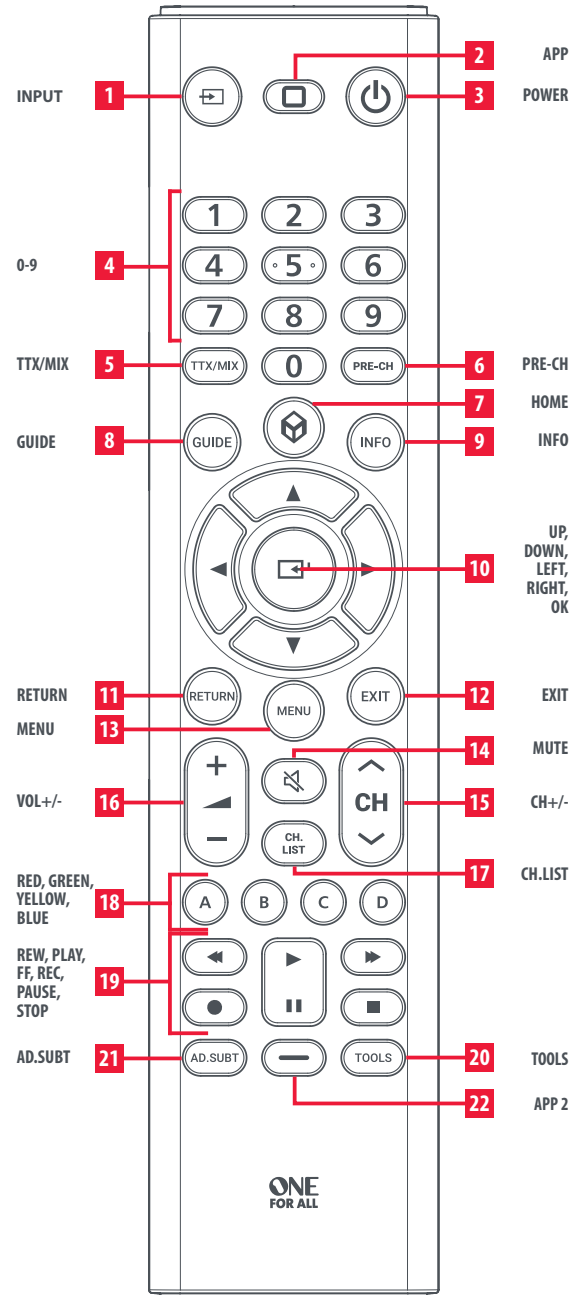 2 APP
INPUT 1
3 POWER
1 2 3
0-9 4
4 5 6
7 8 9
TTX/MIX 5 TTX/MIX 0 PRE-CH 6 PRE-CH
7 HOME
GUIDE 8 GUIDE INFO 9 INFO
UP,
DOWN,
10 LEFT,
RIGHT,
OK
RETURN 11 RETURN EXIT 12 EXIT
MENU 13 MENU
14 MUTE
VOL+/- 16 + − CH 15 CH+/-
CH.
LIST
17 CH.LIST
RED, GREEN,
YELLOW,
BLUE
18 A B C D
REW, PLAY,
FF, REC,
PAUSE,
STOP
19
AD.SUBT 21 AD.SUBT TOOLS 20 TOOLS
22 APP 2
ONE
FOR ALL